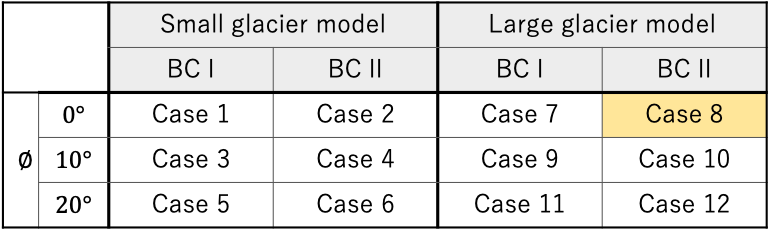 Small glacier model Large glacier model
BC I BC II BC I BC II
0° Case 1 Case 2 Case 7 Case 8
Ø 10° Case 3 Case 4 Case 9 Case 10
20° Case 5 Case 6 Case 11 Case 12